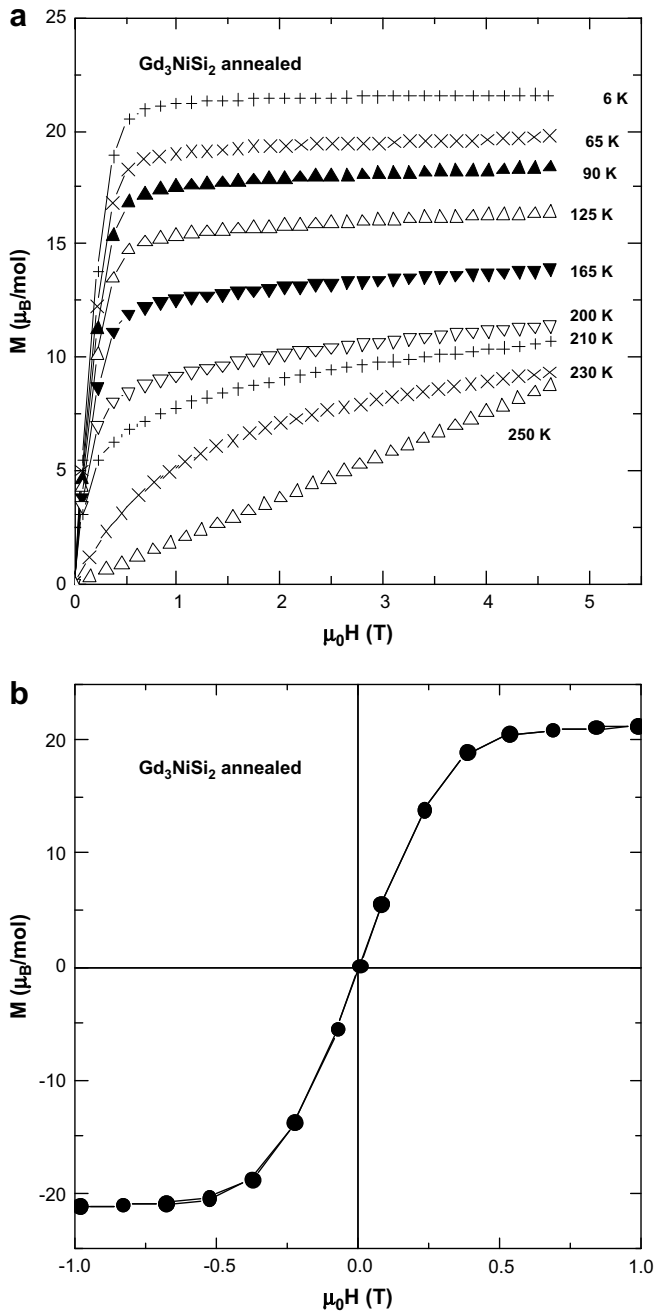 a
25
20
15
10
5
0
M (μB/mol)
Gd3NiSi2 annealed
6 K
65 K
90 K
125 K
165 K
200 K
210 K
230 K
250 K
0 1 2 3 4 5
μ0H (T)
b
20
10
0
-10
-20
M (μB/mol)
Gd3NiSi2 annealed
-1.0 -0.5 0.0 0.5 1.0
μ0H (T)